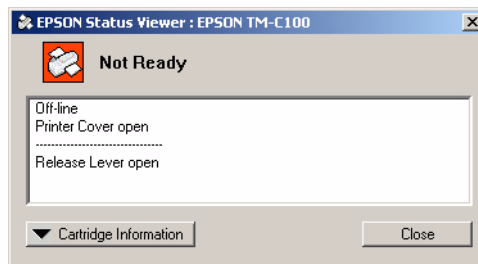 EPSON Status Viewer : EPSON TM-C100
Not Ready
Off-line
Printer Cover open
--------------------------------
Release Lever open
Cartridge Information
Close